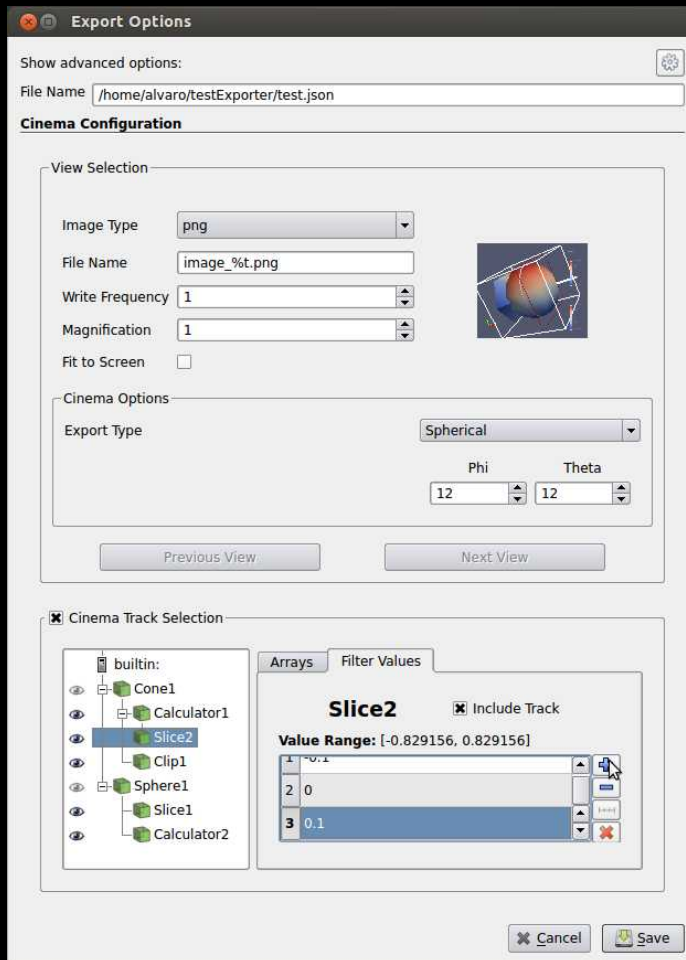 Export Options
Show advanced options:
File Name /home/alvaro/testExporter/test.json
Cinema Configuration
View Selection
Image Type png
File Name image_%t.png
Write Frequency 1
Magnification 1
Fit to Screen
Cinema Options
Export Type Spherical
Phi Theta
12 12
Previous View Next View
Cinema Track Selection
builtin:
Cone1
Calculator1
Slice2
Clip1
Sphere1
Slice1
Calculator2
Arrays Filter Values
Slice2 Include Track
Value Range: [-0.829156, 0.829156]
1 -0.1
2 0
3 0.1
Cancel Save